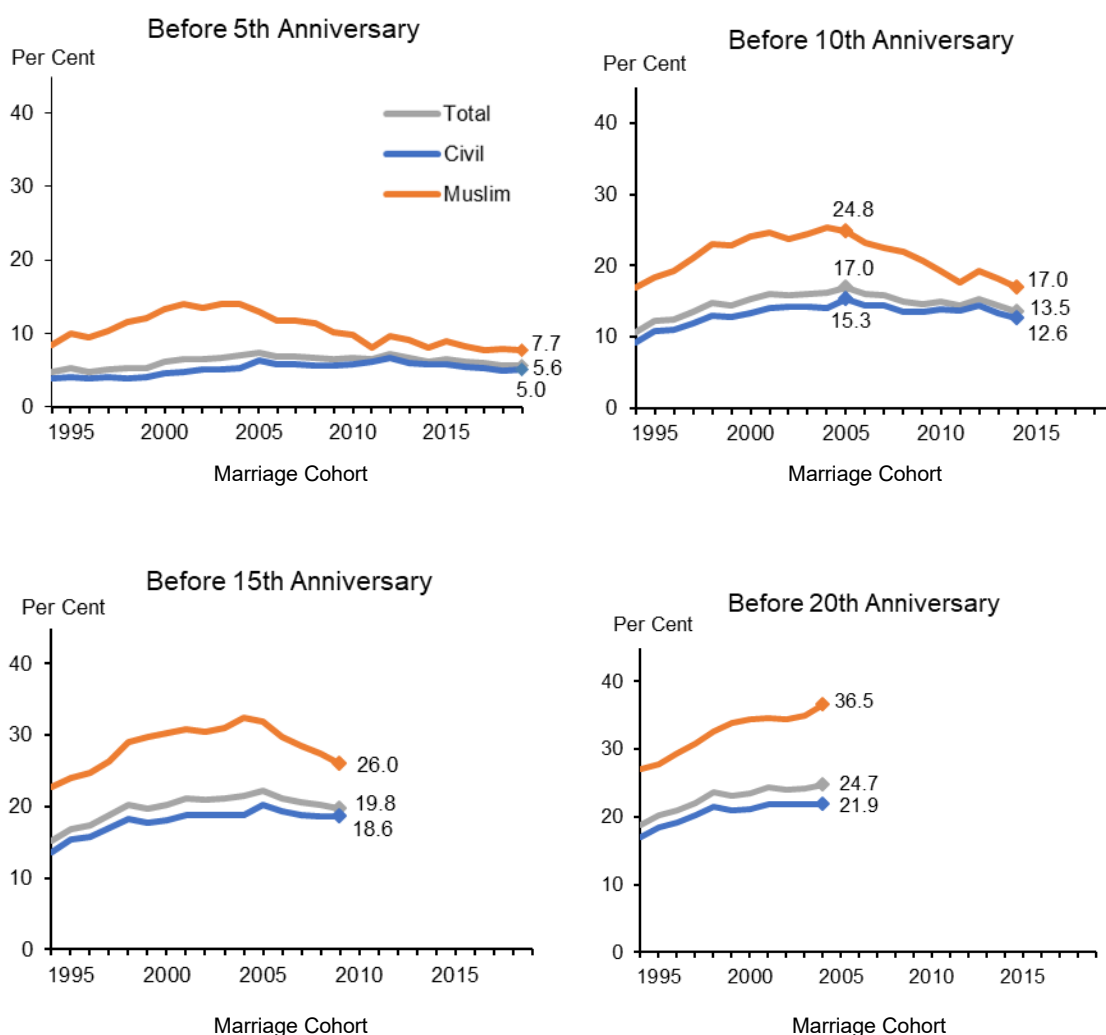 Before 5th Anniversary
Per Cent
40
30
20
10
0
Total
Civil
Muslim
7.7
5.6
5.0
1995 2000 2005 2010 2015
Marriage Cohort
Before 10th Anniversary
Per Cent
40
30
20
10
0
24.8
17.0
15.3
17.0
13.5
12.6
1995 2000 2005 2010 2015
Marriage Cohort
Before 15th Anniversary
Per Cent
40
30
20
10
0
26.0
19.8
18.6
1995 2000 2005 2010 2015
Marriage Cohort
Before 20th Anniversary
Per Cent
40
30
20
10
0
36.5
24.7
21.9
1995 2000 2005 2010 2015
Marriage Cohort